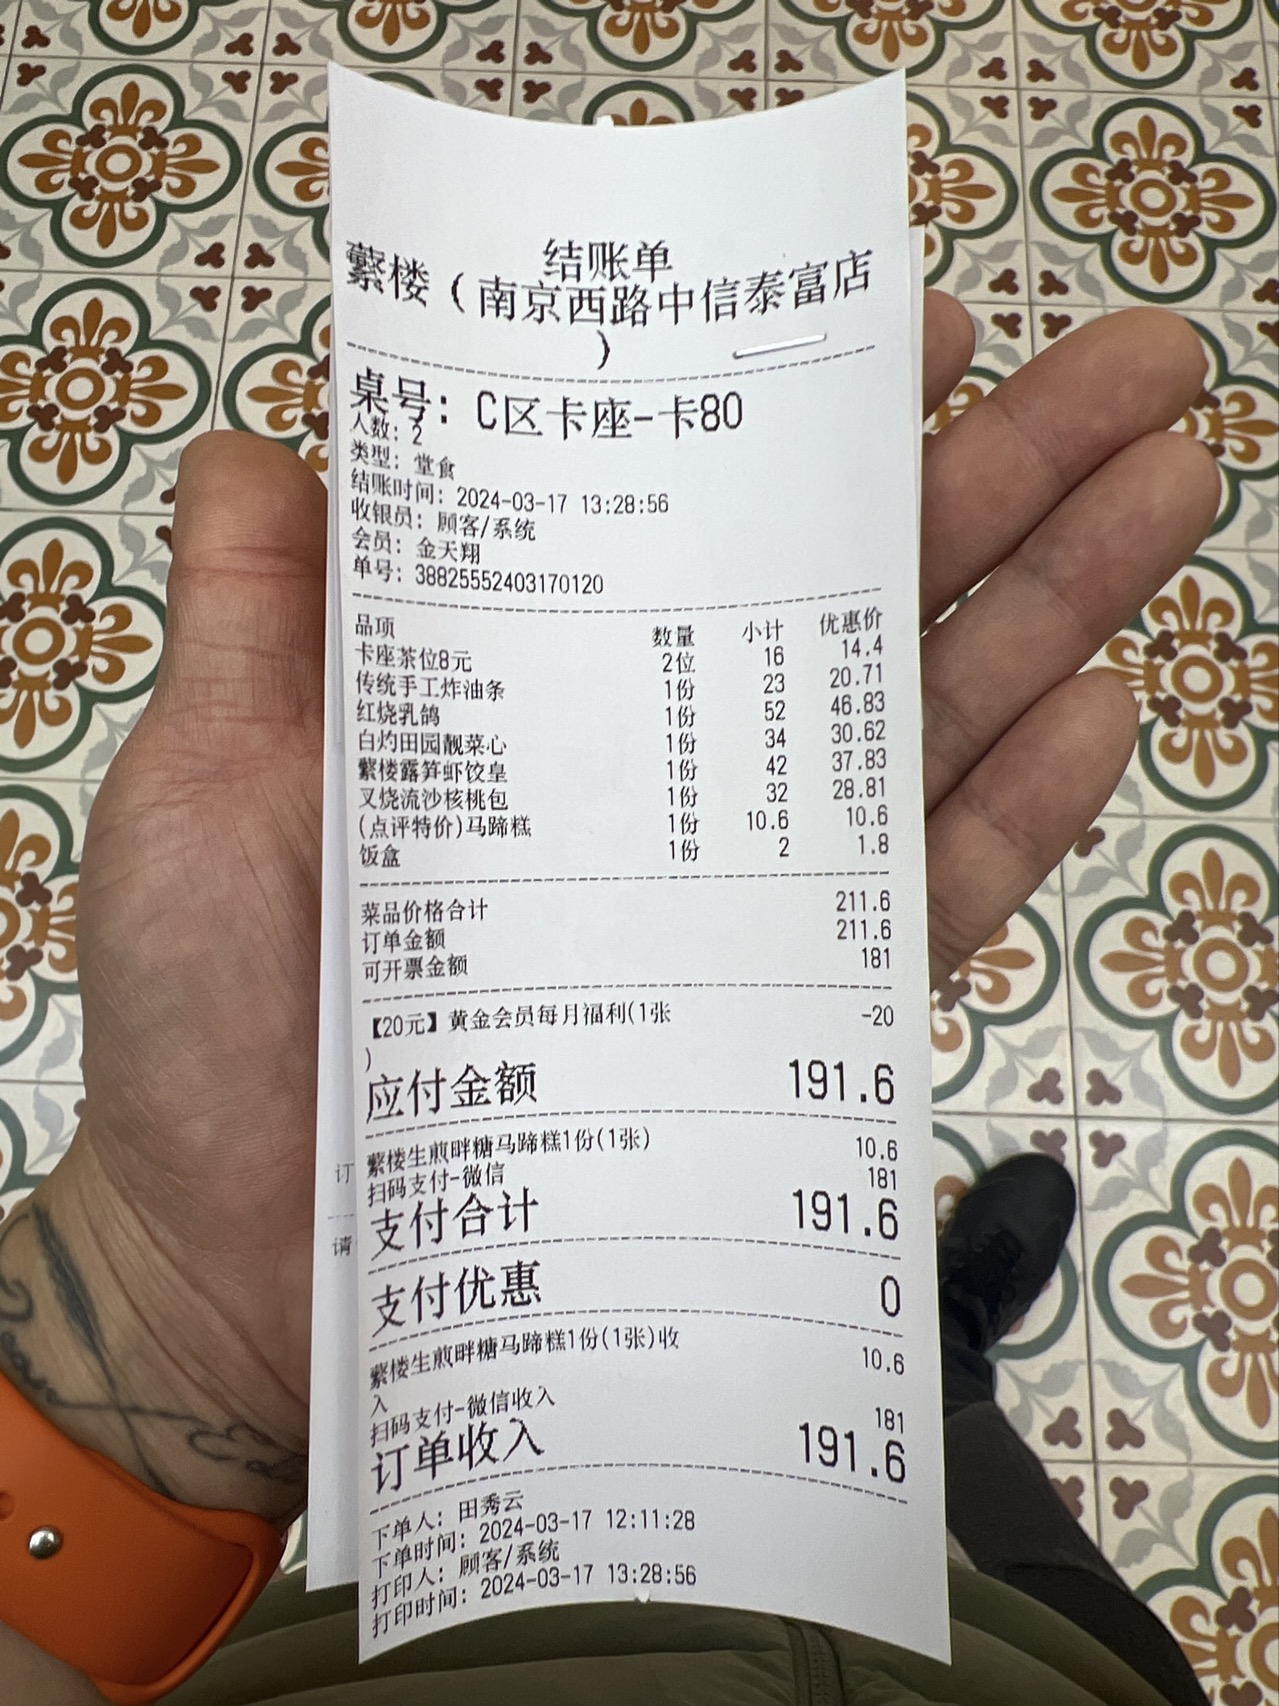 结账单
蘩楼（南京西路中信泰富店
）
桌号：C区卡座-卡80
人数：2
类型：堂食
结账时间：2024-03-17 13:28:56
收银员：顾客/系统
会员：金天翔
单号：38825552403170120
品项 数量 小计 优惠价
卡座茶位8元 2位 16 14.4
传统手工炸油条 1份 23 20.71
红烧乳鸽 1份 52 46.83
白灼田园靓菜心 1份 34 30.62
蘩楼露笋虾饺皇 1份 42 37.83
叉烧流沙核桃包 1份 32 28.81
(点评特价)马蹄糕 1份 10.6 10.6
饭盒 1份 2 1.8
菜品价格合计 211.6
订单金额 211.6
可开票金额 181
【20元】黄金会员每月福利(1张 -20
)
应付金额 191.6
蘩楼生煎畔糖马蹄糕1份(1张) 10.6
扫码支付-微信 181
支付合计 191.6
支付优惠 0
蘩楼生煎畔糖马蹄糕1份(1张)收 10.6
入
扫码支付-微信收入 181
订单收入 191.6
下单人：田秀云
下单时间：2024-03-17 12:11:28
打印人：顾客/系统
打印时间：2024-03-17 13:28:56
订
请